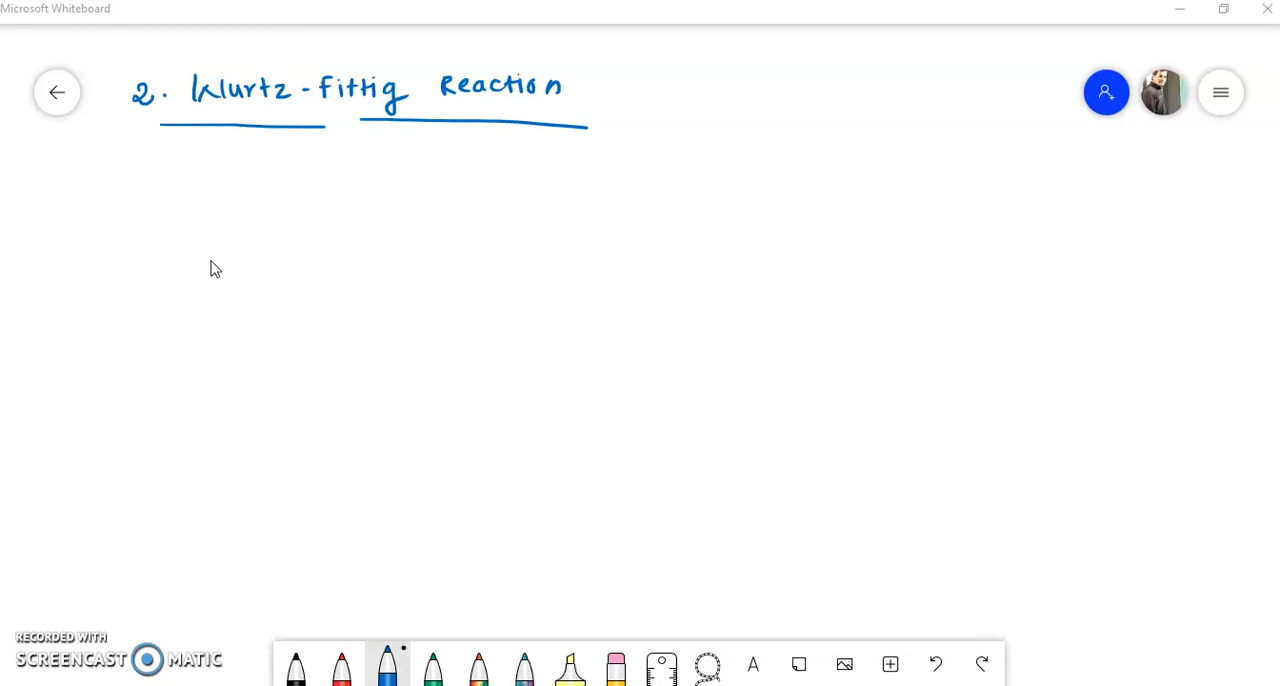 Microsoft Whiteboard
2. Wurtz-Fittig Reaction
RECORDED WITH
SCREENCAST MATIC